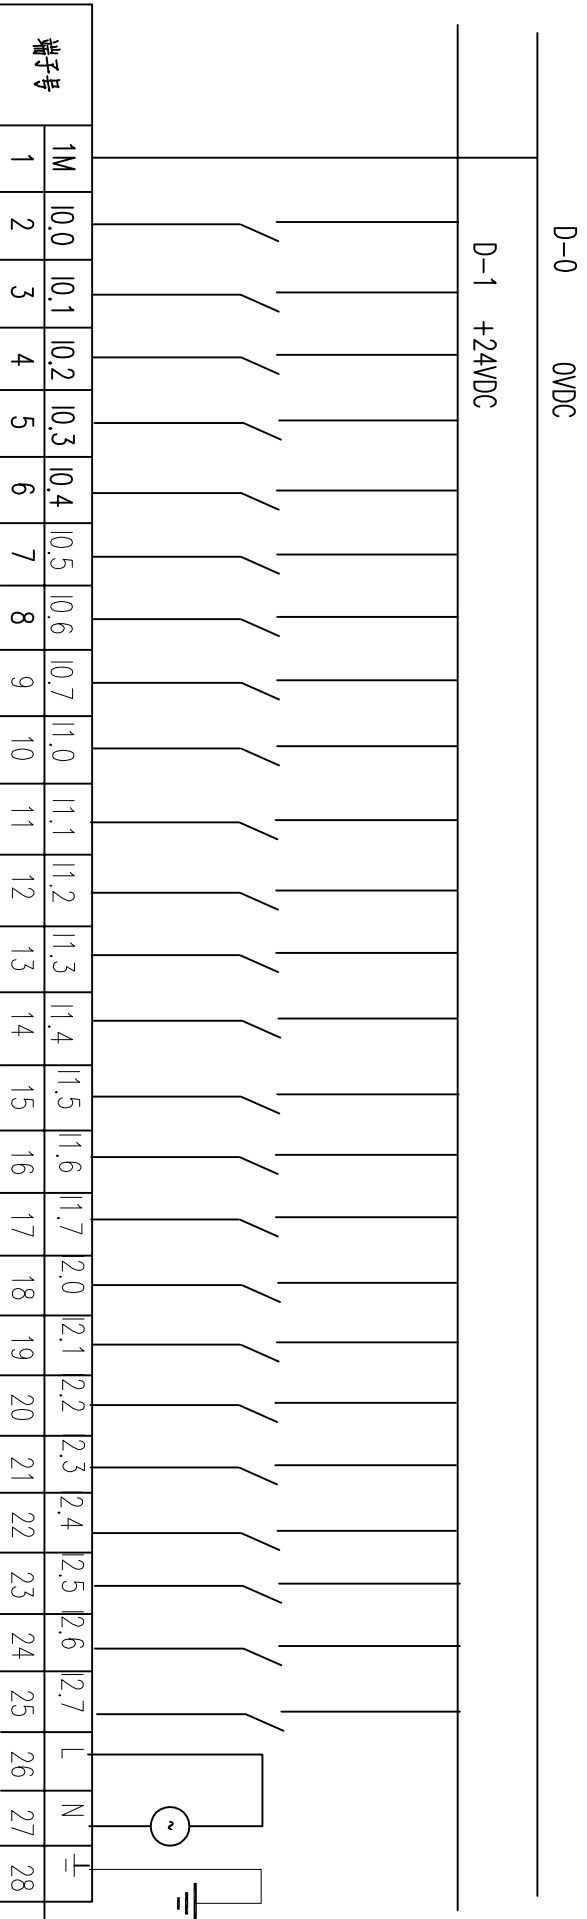 D-0 0VDC
D-1 +24VDC
端子号
1M I0.0 I0.1 I0.2 I0.3 I0.4 I0.5 I0.6 I0.7 I1.0 I1.1 I1.2 I1.3 I1.4 I1.5 I1.6 I1.7 I2.0 I2.1 I2.2 I2.3 I2.4 I2.5 I2.6 I2.7 L N
1 2 3 4 5 6 7 8 9 10 11 12 13 14 15 16 17 18 19 20 21 22 23 24 25 26 27 28
~